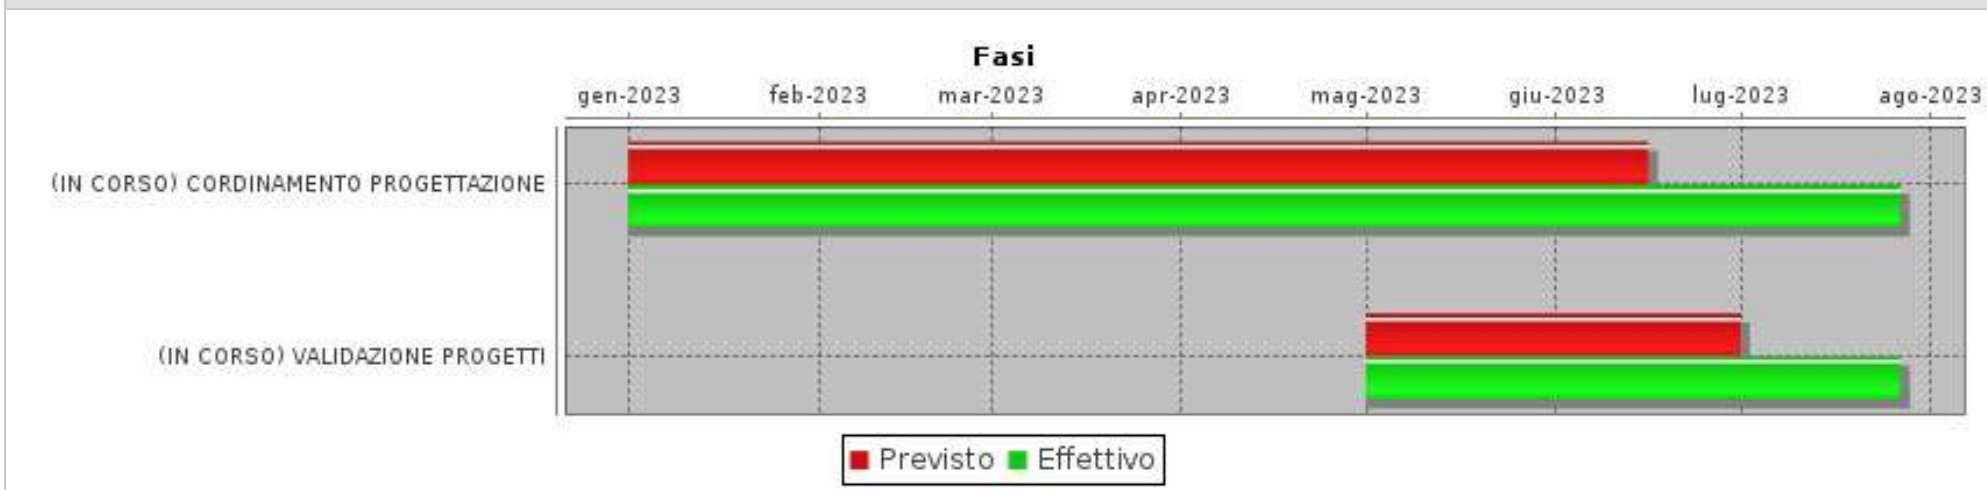 Fasi
gen-2023 feb-2023 mar-2023 apr-2023 mag-2023 giu-2023 lug-2023 ago-2023
(IN CORSO) CORDINAMENTO PROGETTAZIONE
(IN CORSO) VALIDAZIONE PROGETTI
Previsto Effettivo